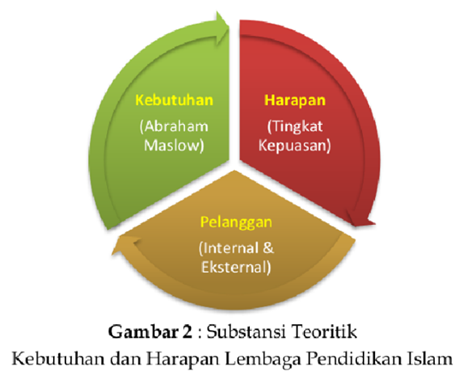 Kebutuhan
(Abraham
Maslow)
Harapan
(Tingkat
Kepuasan)
Pelanggan
(Internal &
Eksternal)
Gambar 2 : Substansi Teoritik
Kebutuhan dan Harapan Lembaga Pendidikan Islam